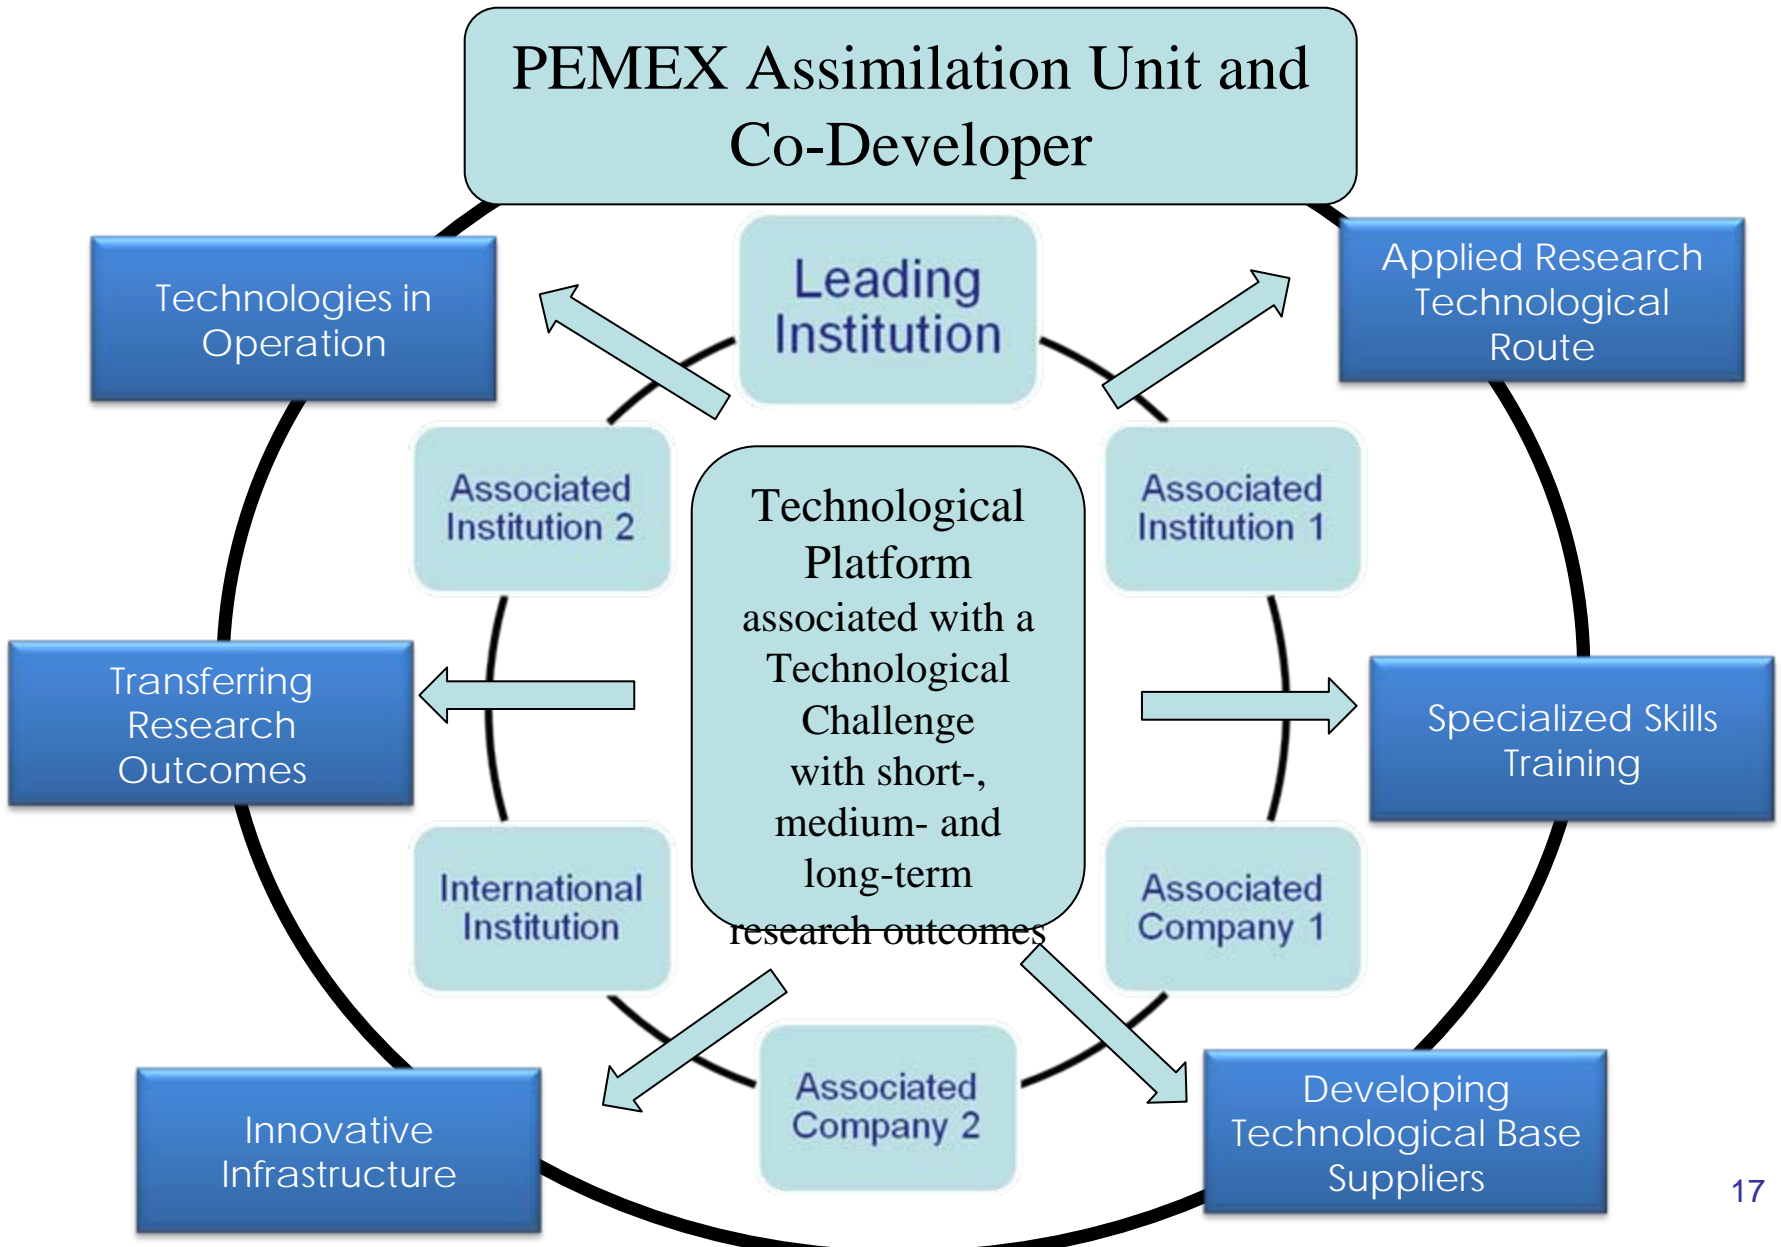 PEMEX Assimilation Unit and
Co-Developer
Technologies in
Operation
Leading
Institution
Applied Research
Technological
Route
Associated
Institution 2
Technological
Platform
associated with a
Technological
Challenge
with short-,
medium- and
long-term
research outcomes
Associated
Institution 1
Transferring
Research
Outcomes
Specialized Skills
Training
International
Institution
Associated
Company 1
Innovative
Infrastructure
Associated
Company 2
Developing
Technological Base
Suppliers
17